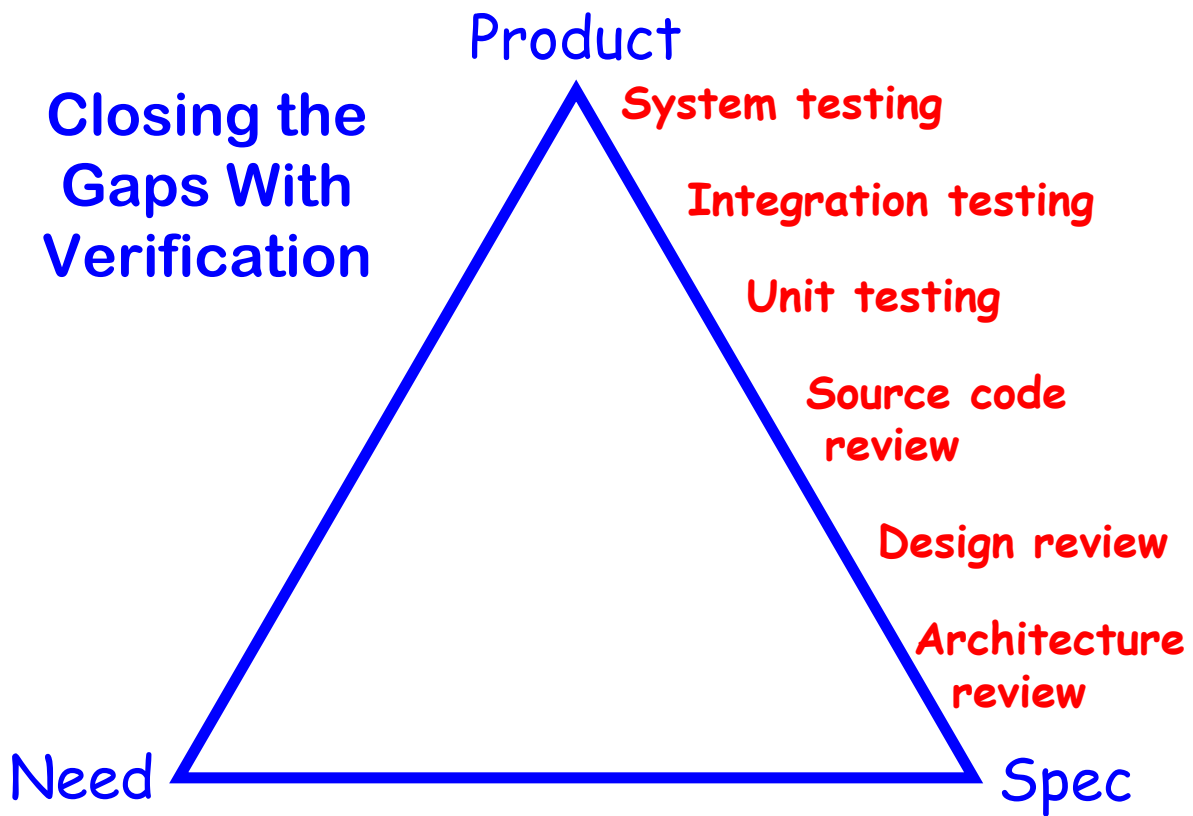 Product
Closing the
Gaps With
Verification
System testing
Integration testing
Unit testing
Source code
review
Design review
Architecture
review
Need
Spec